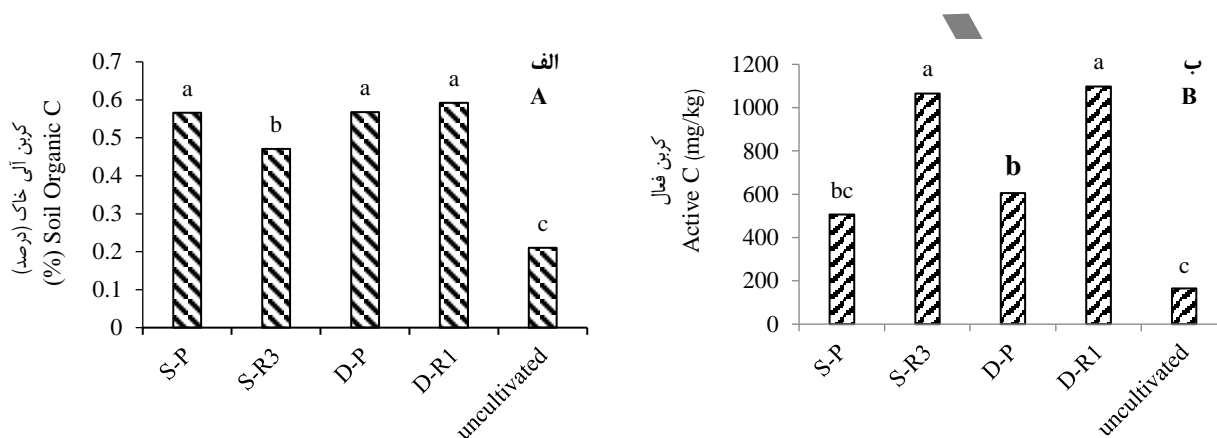 الف
A
کربن آلی خاک (درصد)
(%) Soil Organic C
0.7
0.6
0.5
0.4
0.3
0.2
0.1
0
a
b
a
a
c
S-P
S-R3
D-P
D-R1
uncultivated
ب
B
کربن فعال
Active C (mg/kg)
1200
1000
800
600
400
200
0
bc
a
b
a
c
S-P
S-R3
D-P
D-R1
uncultivated